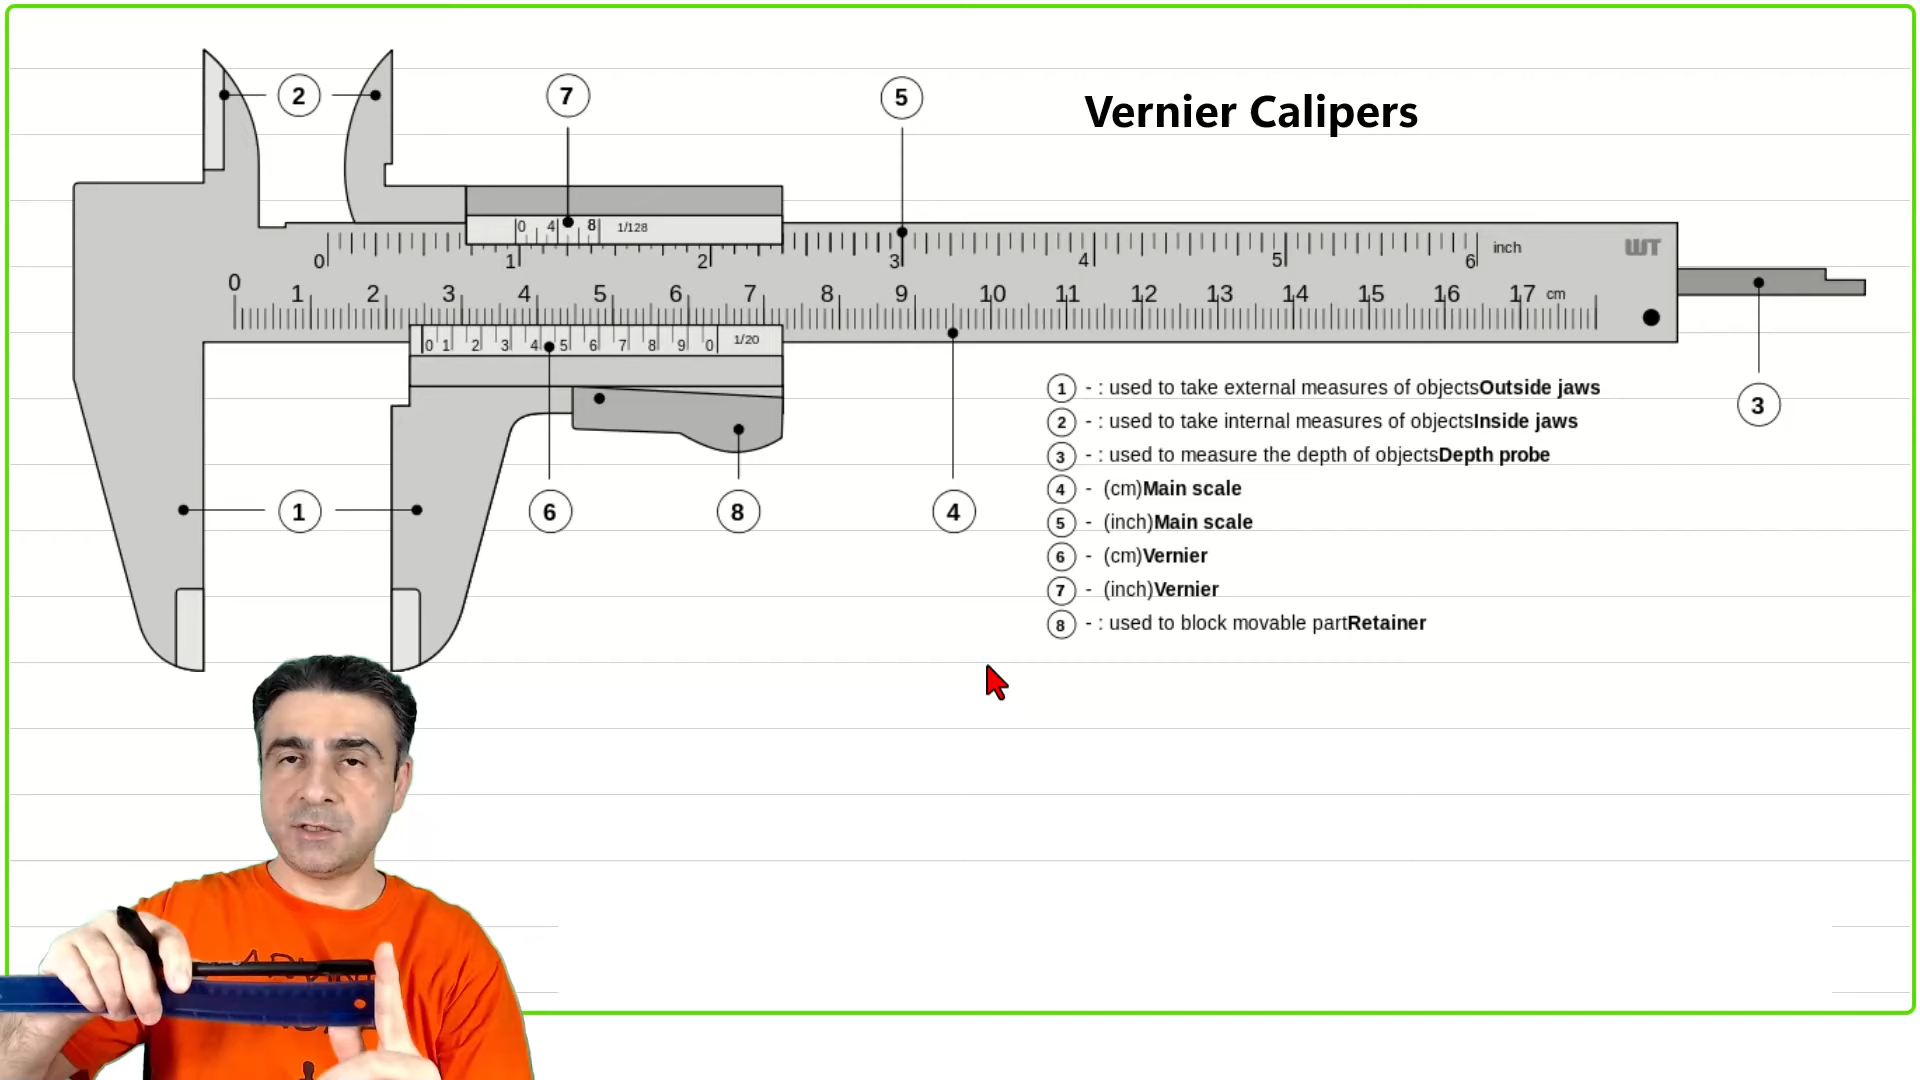 Vernier Calipers
2
7
5
0 4 8 1/128
0 1 2 3 4 5 6 inch
WT
0 1 2 3 4 5 6 7 8 9 10 11 12 13 14 15 16 17 cm
0 1 2 3 4 5 6 7 8 9 0 1/20
3
1
6
8
4
1 - : used to take external measures of objectsOutside jaws
2 - : used to take internal measures of objectsInside jaws
3 - : used to measure the depth of objectsDepth probe
4 - (cm)Main scale
5 - (inch)Main scale
6 - (cm)Vernier
7 - (inch)Vernier
8 - : used to block movable partRetainer